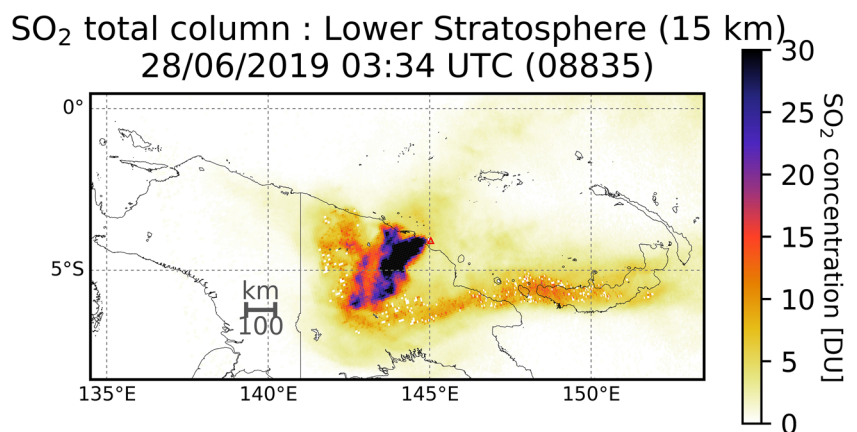 SO₂ total column : Lower Stratosphere (15 km)
28/06/2019 03:34 UTC (08835)
0°
5°S
km
100
135°E
140°E
145°E
150°E
30
25
20
15
10
5
0
SO₂ concentration [DU]